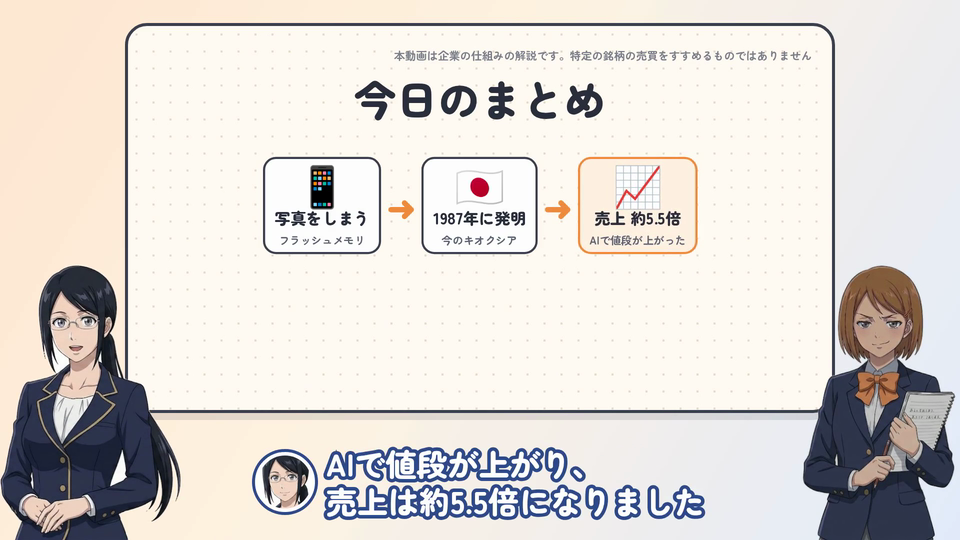 本動画は企業の仕組みの解説です。特定の銘柄の売買をすすめるものではありません
今日のまとめ
写真をしまう
フラッシュメモリ
1987年に発明
今のキオクシア
売上 約5.5倍
AIで値段が上がった
AIで値段が上がり、
売上は約5.5倍になりました